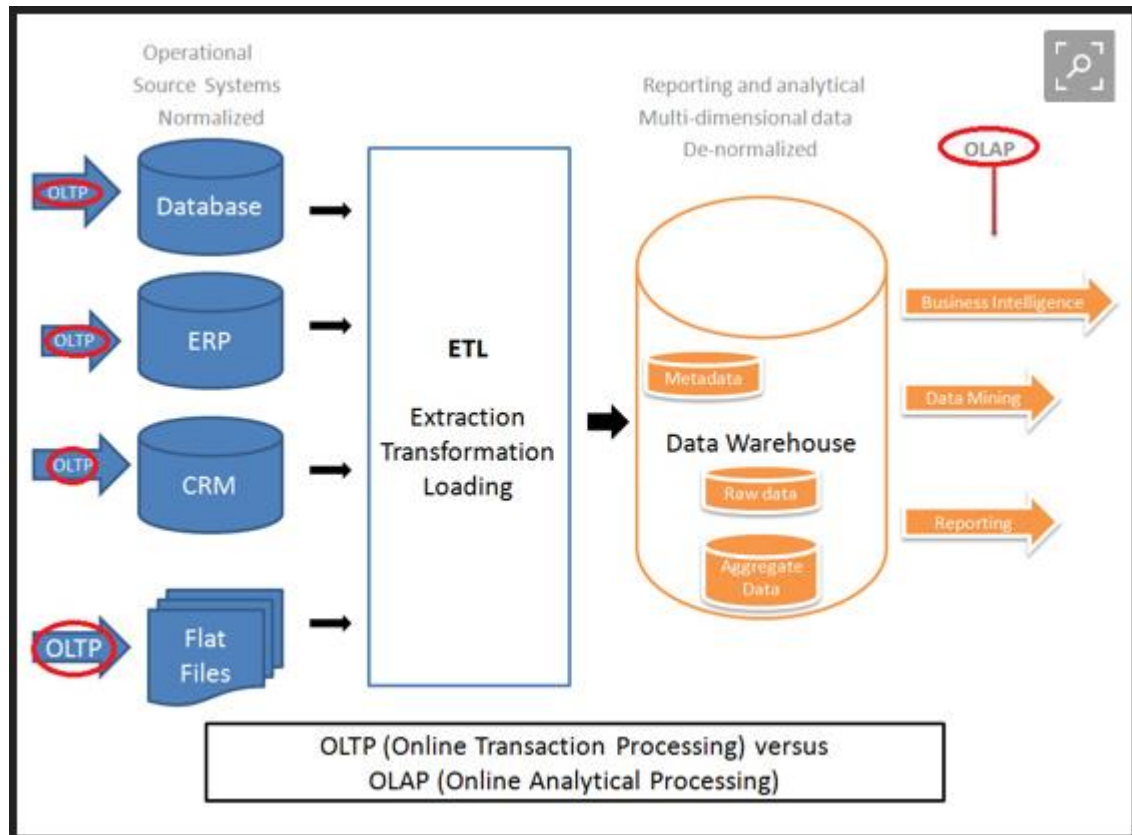 Operational
Source Systems
Normalized
Reporting and analytical
Multi-dimensional data
De-normalized
OLAP
OLTP
Database
OLTP
ERP
OLTP
CRM
OLTP
Flat
Files
ETL
Extraction
Transformation
Loading
Metadata
Data Warehouse
Raw data
Aggregate
Data
Business Intelligence
Data Mining
Reporting
OLTP (Online Transaction Processing) versus
OLAP (Online Analytical Processing)